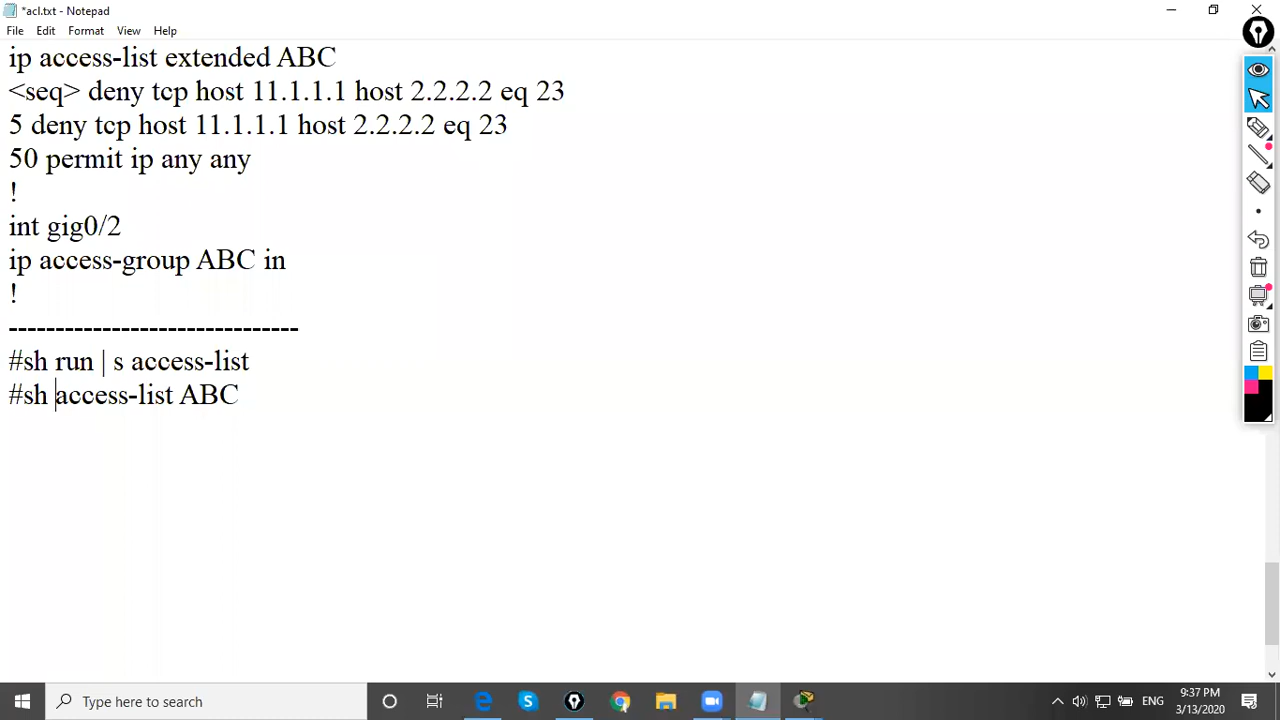 *acl.txt - Notepad
File Edit Format View Help
ip access-list extended ABC
<seq> deny tcp host 11.1.1.1 host 2.2.2.2 eq 23
5 deny tcp host 11.1.1.1 host 2.2.2.2 eq 23
50 permit ip any any
!
int gig0/2
ip access-group ABC in
!
-------------------------------
#sh run | s access-list
#sh access-list ABC
Type here to search
ENG
9:37 PM
3/13/2020